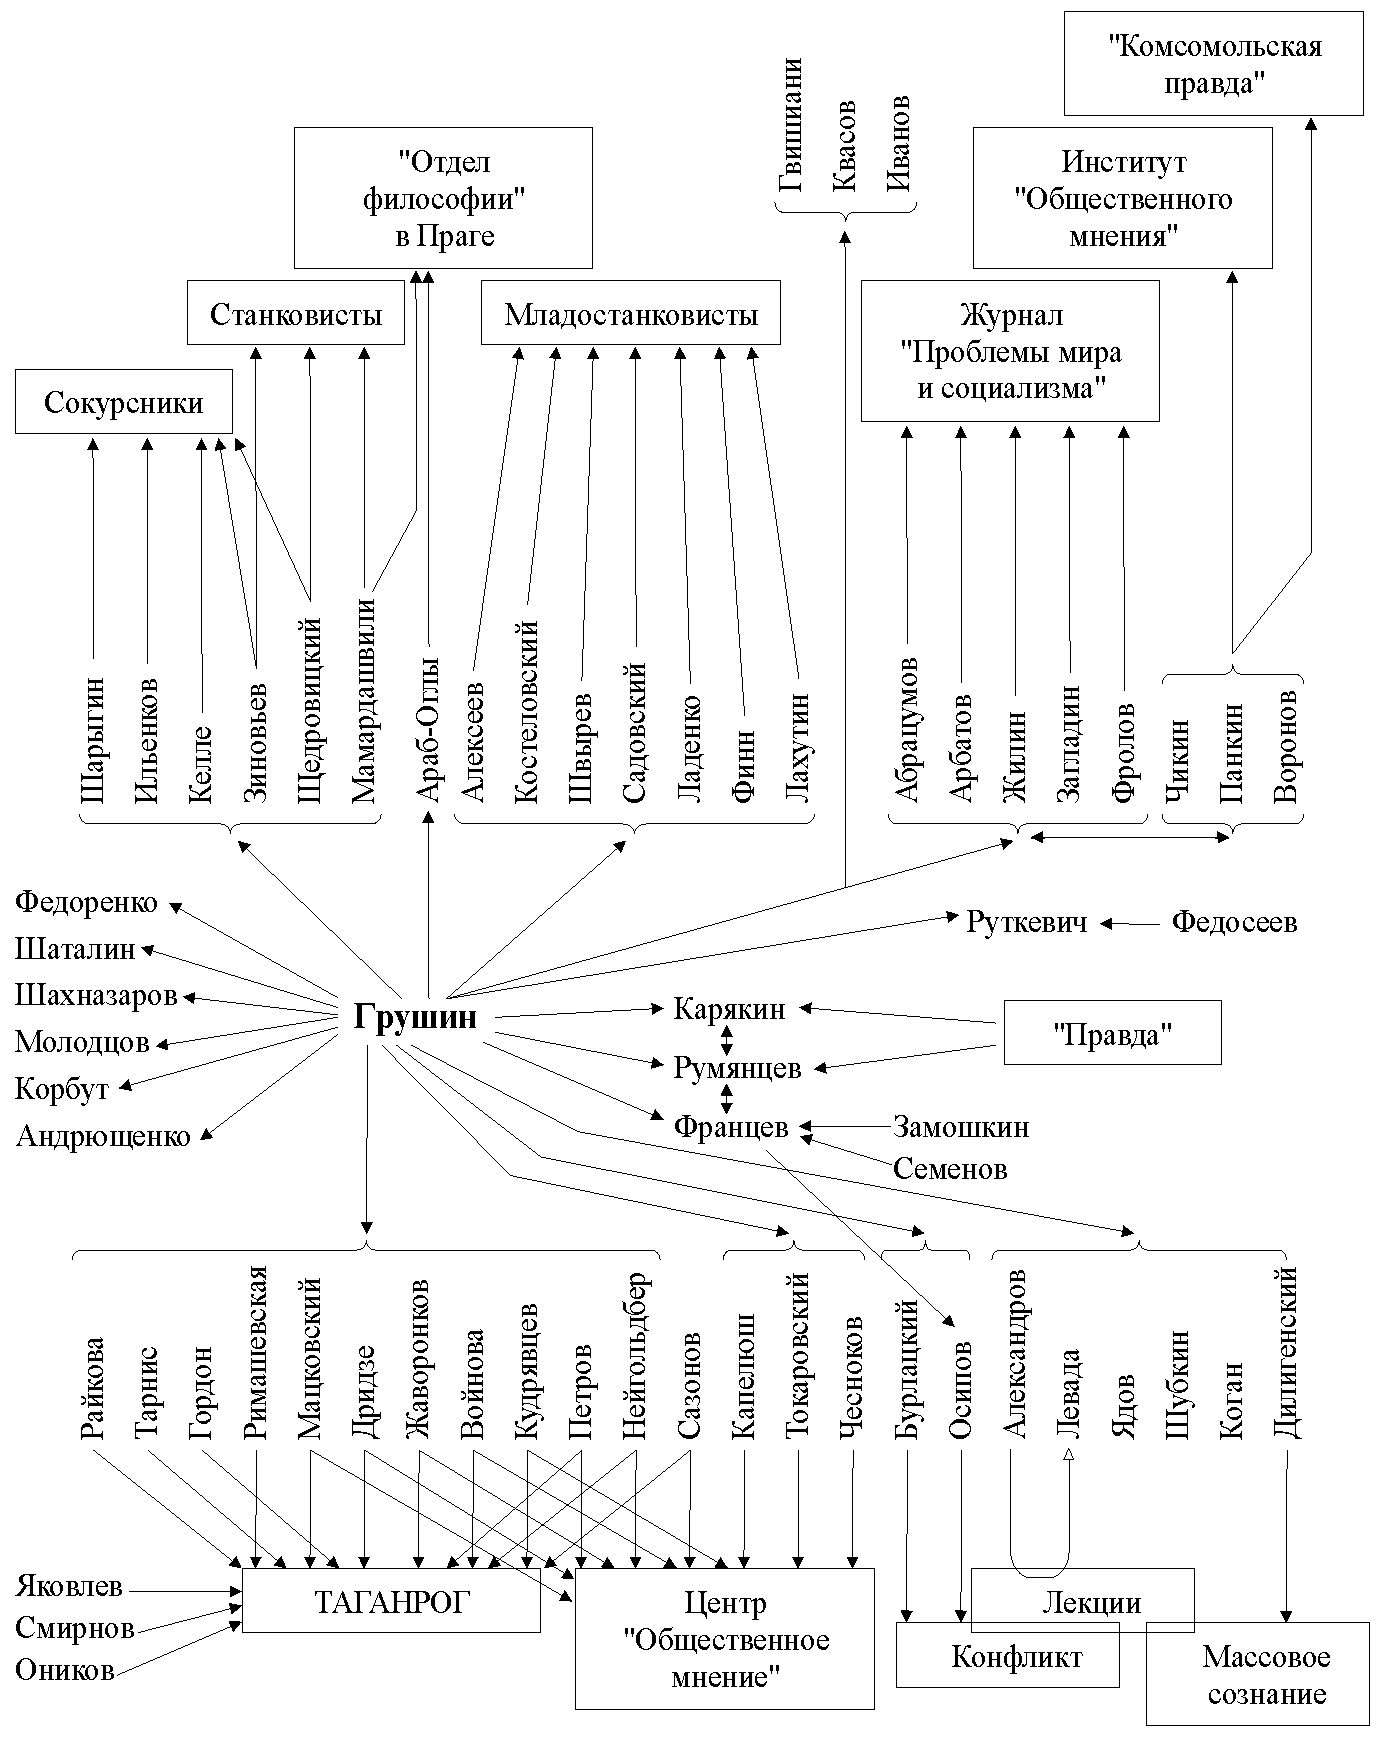 "Комсомольская
правда"
Гвишиани
Квасов
Иванов
"Отдел
философии"
в Праге
Институт
"Общественного
мнения"
Станковисты
Младостанковисты
Журнал
"Проблемы мира
и социализма"
Сокурсники
Шарыгин
Ильенков
Келле
Зиновьев
Щедровицкий
Мамардашвили
Араб-Оглы
Алексеев
Костеловский
Швырев
Садовский
Ладенко
Финн
Лахутин
Абрацумов
Арбатов
Жилин
Загладин
Фролов
Чикин
Панкин
Воронов
Федоренко
Шаталин
Шахназаров
Молодцов
Корбут
Андрющенко
Грушин
Руткевич
Федосеев
Карякин
Румянцев
Францев
"Правда"
Замошкин
Семенов
Райкова
Тарнис
Гордон
Римашевская
Мацковский
Дридзе
Жаворонков
Войнова
Кудрявцев
Петров
Нейгольдбер
Сазонов
Капелюш
Токаровский
Чесноков
Бурлацкий
Осипов
Александров
Левада
Ядов
Шубкин
Коган
Дилигенский
Яковлев
Смирнов
Оников
ТАГАНРОГ
Центр
"Общественное
мнение"
Лекции
Конфликт
Массовое
сознание